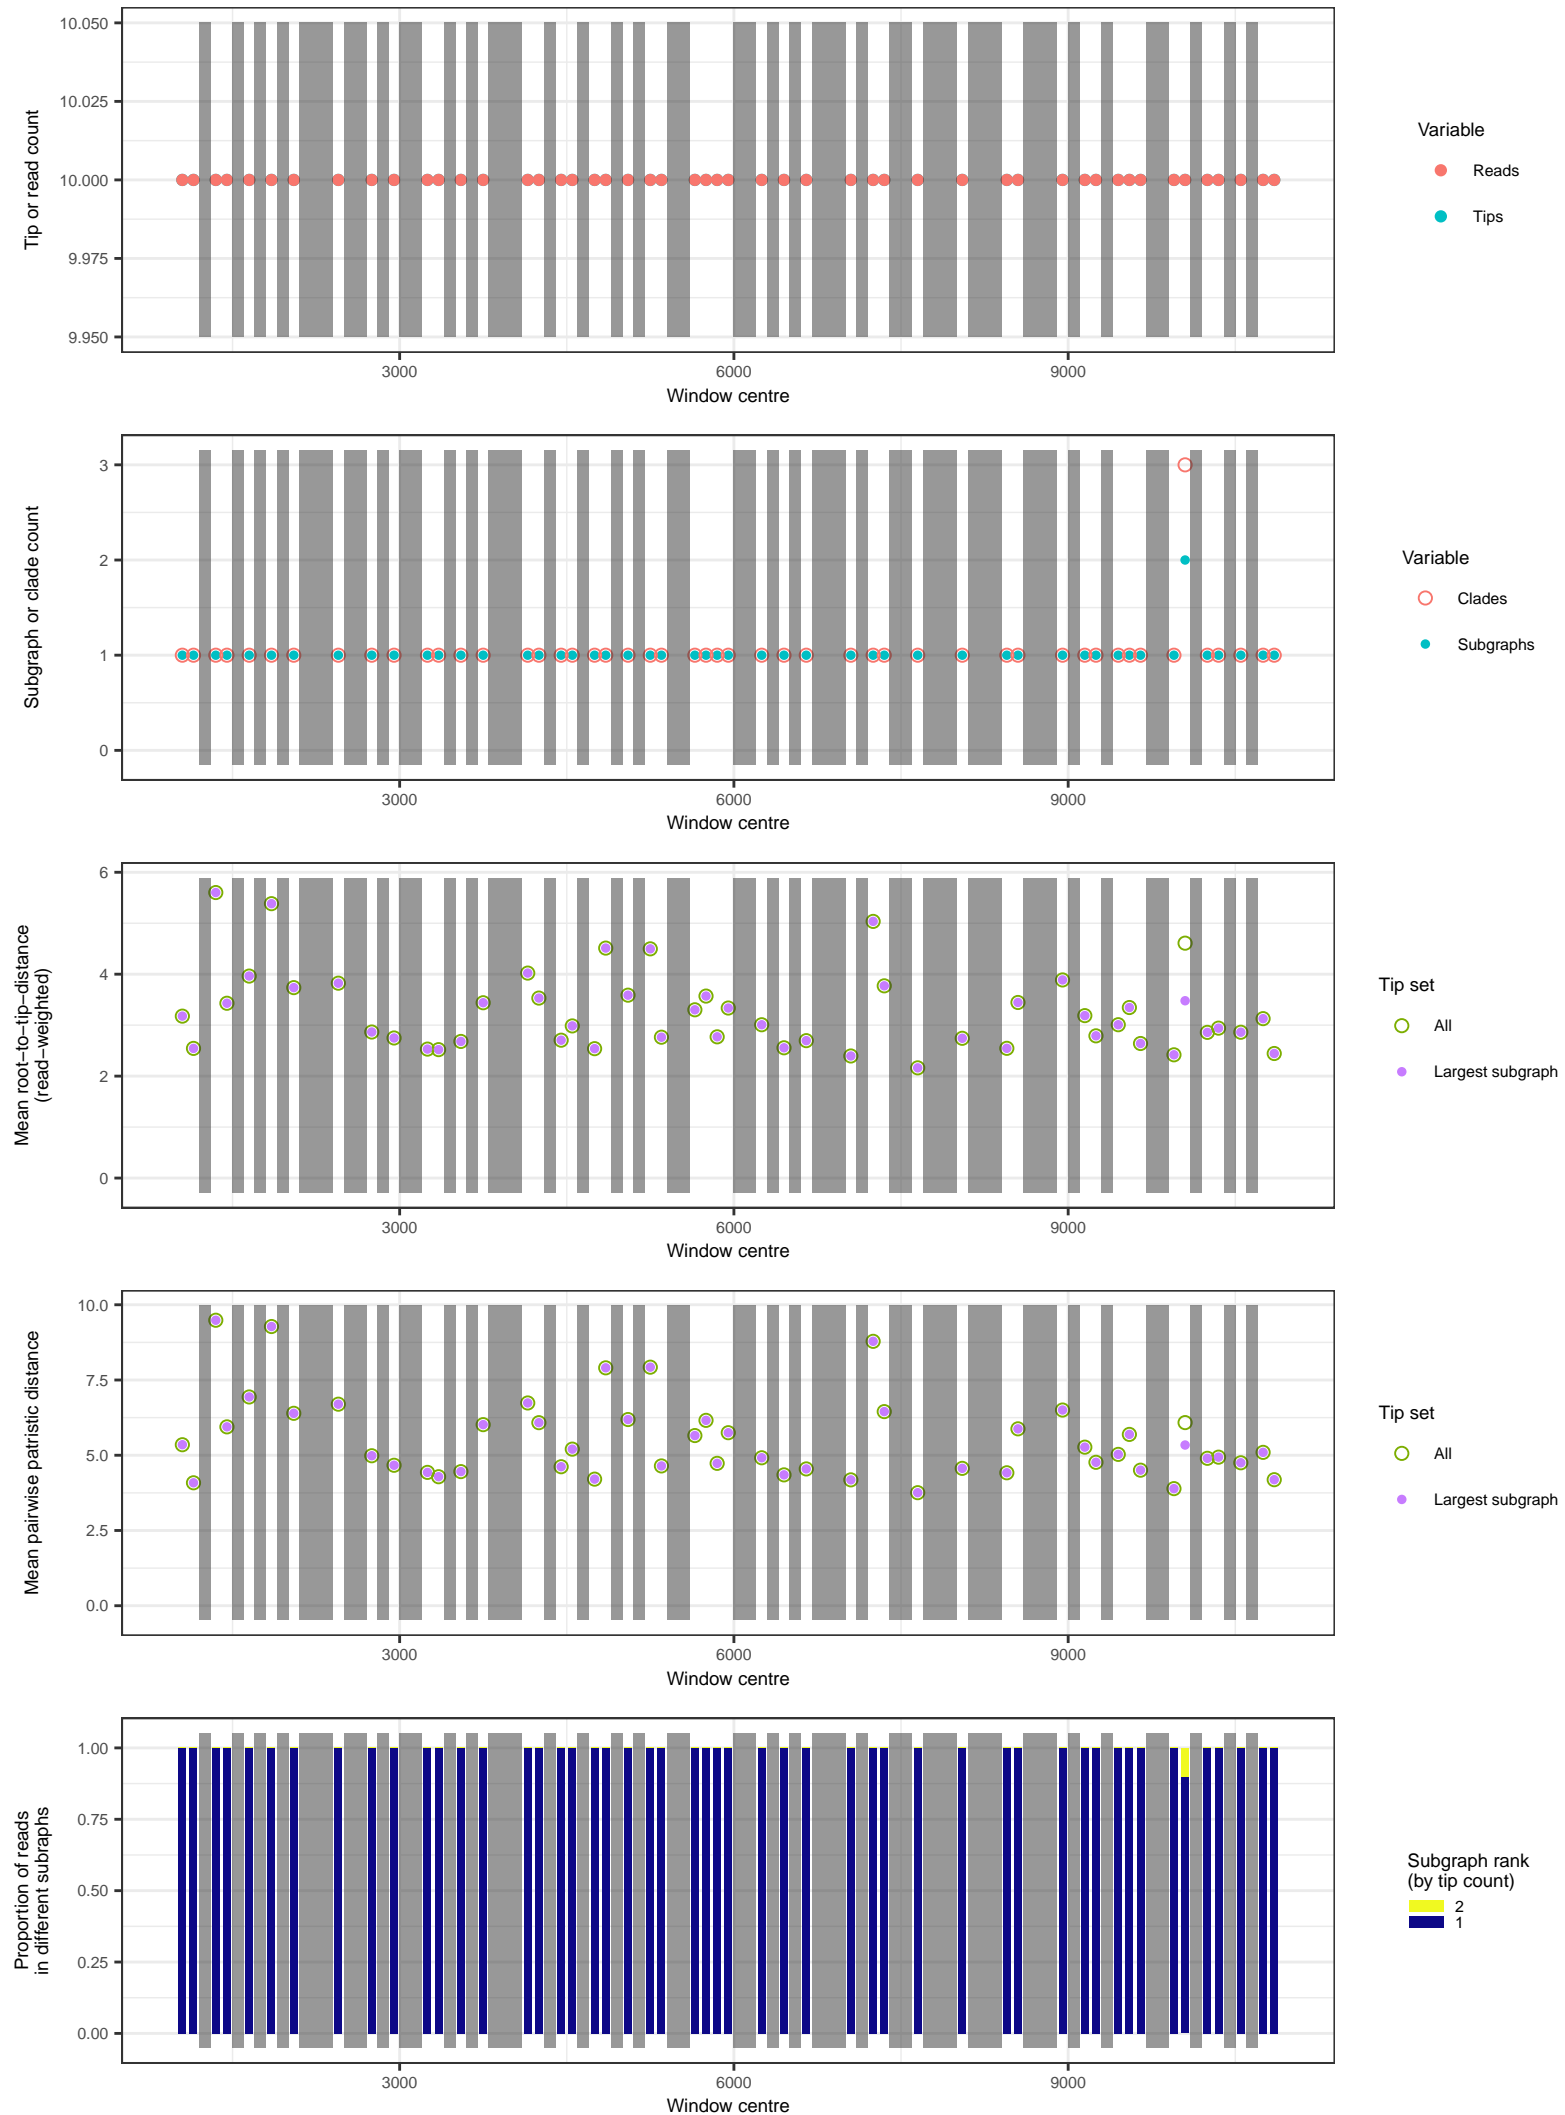 10.050
10.025
10.000
9.975
9.950
Tip or read count
3000
6000
9000
Window centre
Variable
Reads
Tips
3
2
1
0
Subgraph or clade count
3000
6000
9000
Window centre
Variable
Clades
Subgraphs
6
4
2
0
Mean root−to−tip−distance
(read−weighted)
3000
6000
9000
Window centre
Tip set
All
Largest subgraph
10.0
7.5
5.0
2.5
0.0
Mean pairwise patristic distance
3000
6000
9000
Window centre
Tip set
All
Largest subgraph
1.00
0.75
0.50
0.25
0.00
Proportion of reads
in different subraphs
3000
6000
9000
Window centre
Subgraph rank
(by tip count)
2
1